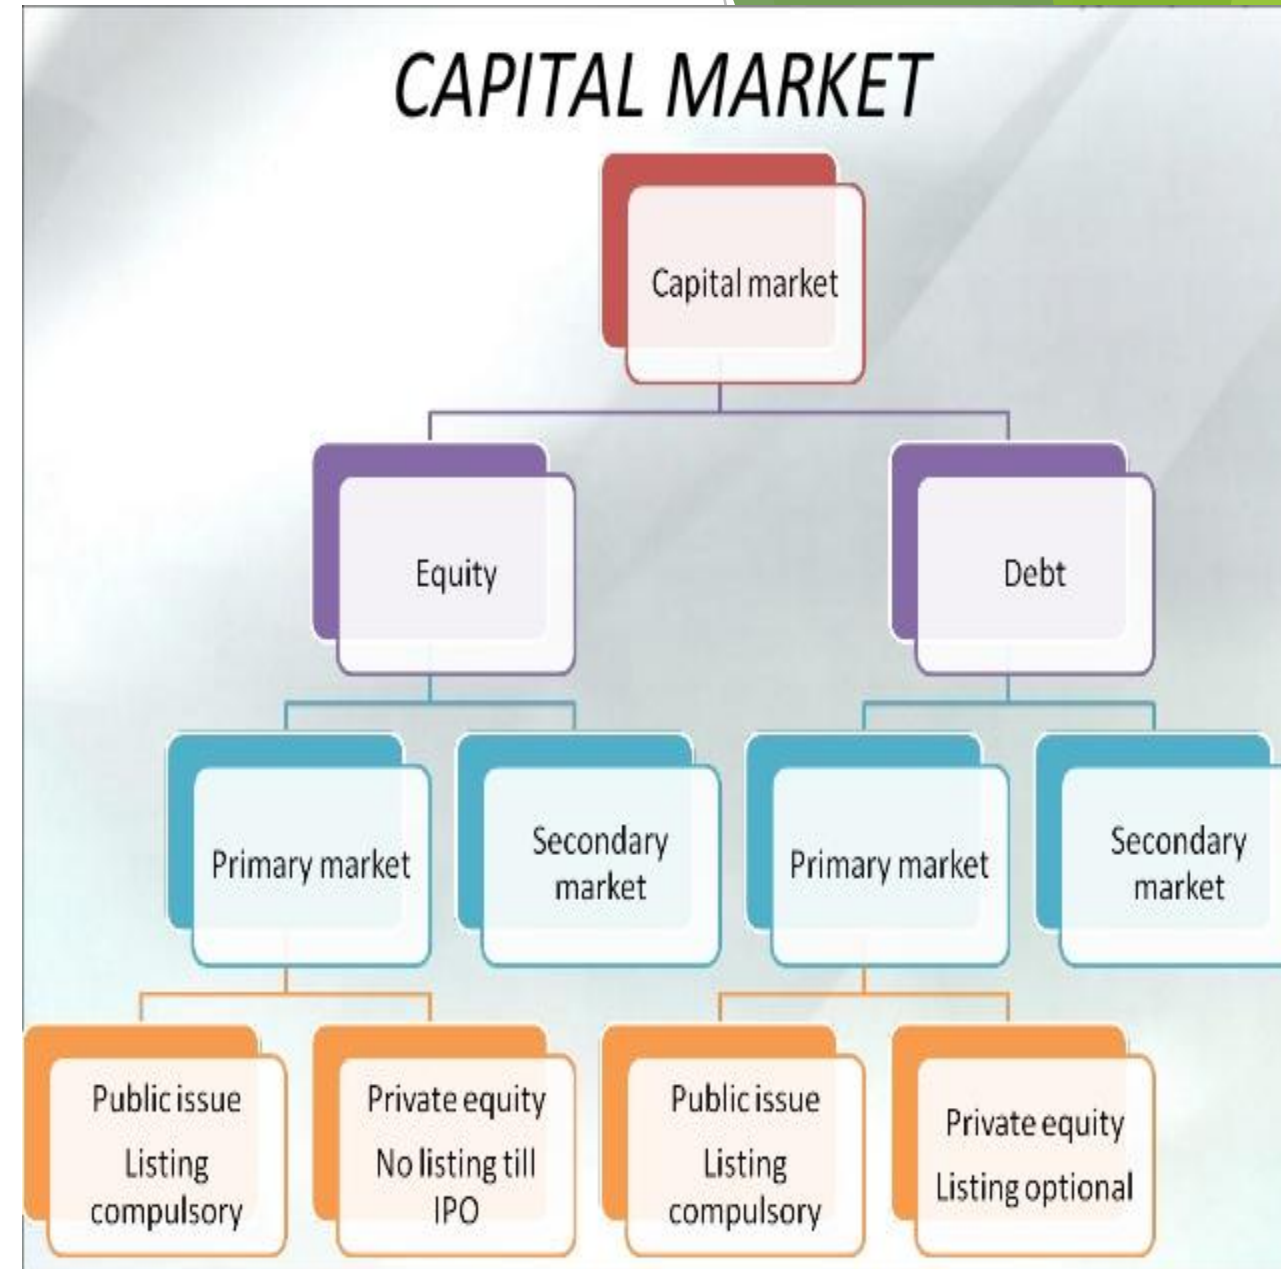 CAPITAL MARKET
Capital market
Equity
Debt
Primary market
Secondary
market
Primary market
Secondary
market
Public issue
Listing
compulsory
Private equity
No listing till
IPO
Public issue
Listing
compulsory
Private equity
Listing optional